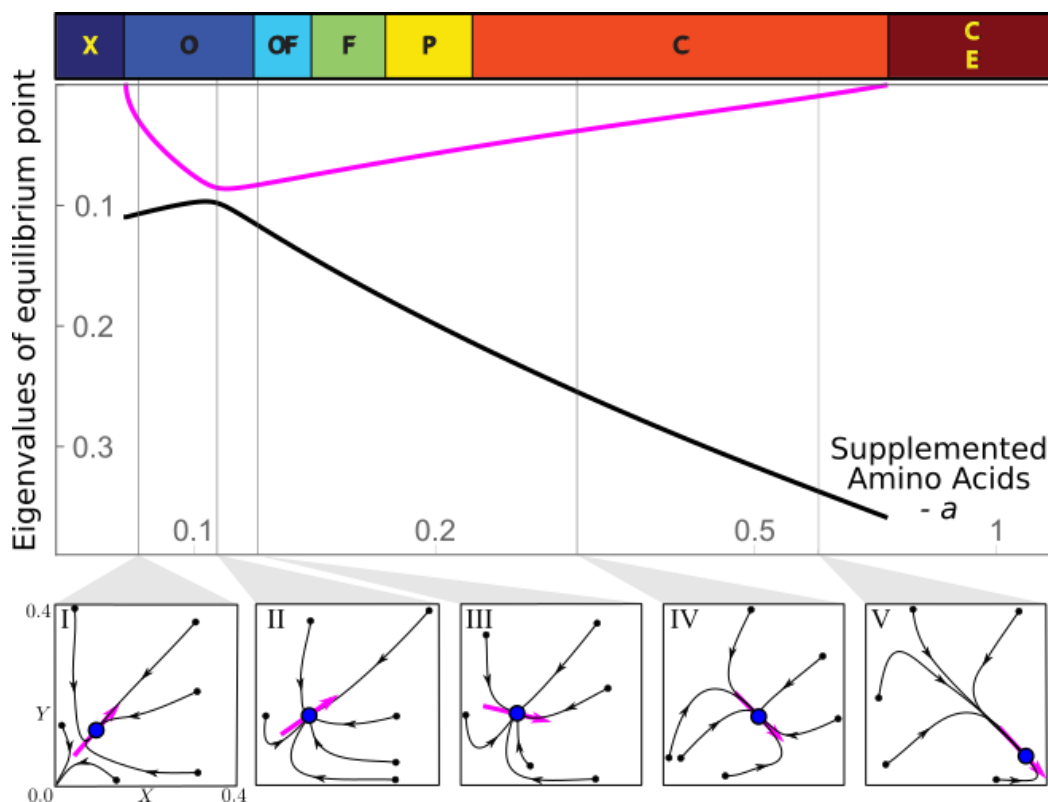 X O OF F P C C
E
Eigenvalues of equilibrium point
0.1
0.2
0.3
Supplemented
Amino Acids
- a
0.1 0.2 0.5 1
I II III IV V
0.4
Y
0.0
0 X 0.4